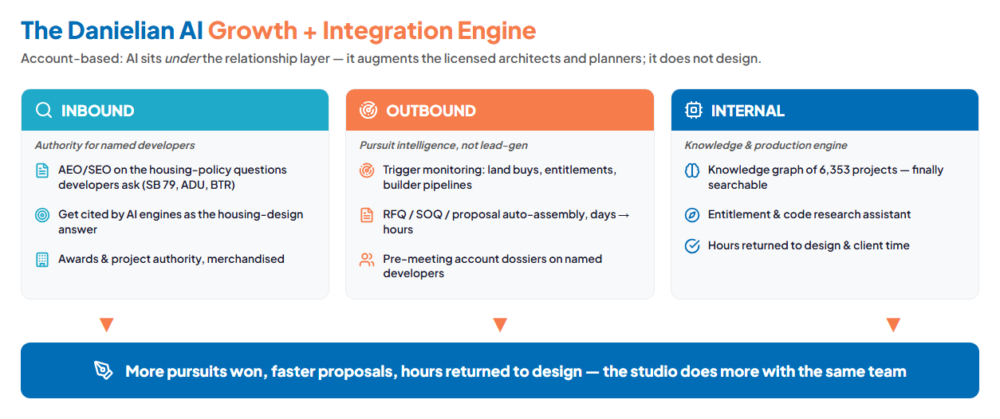 The Danielian AI Growth + Integration Engine
Account-based: AI sits under the relationship layer — it augments the licensed architects and planners; it does not design.
INBOUND
Authority for named developers
AEO/SEO on the housing-policy questions
developers ask (SB 79, ADU, BTR)
Get cited by AI engines as the housing-design
answer
Awards & project authority, merchandised
OUTBOUND
Pursuit intelligence, not lead-gen
Trigger monitoring: land buys, entitlements,
builder pipelines
RFQ / SOQ / proposal auto-assembly, days →
hours
Pre-meeting account dossiers on named
developers
INTERNAL
Knowledge & production engine
Knowledge graph of 6,353 projects — finally
searchable
Entitlement & code research assistant
Hours returned to design & client time
More pursuits won, faster proposals, hours returned to design — the studio does more with the same team